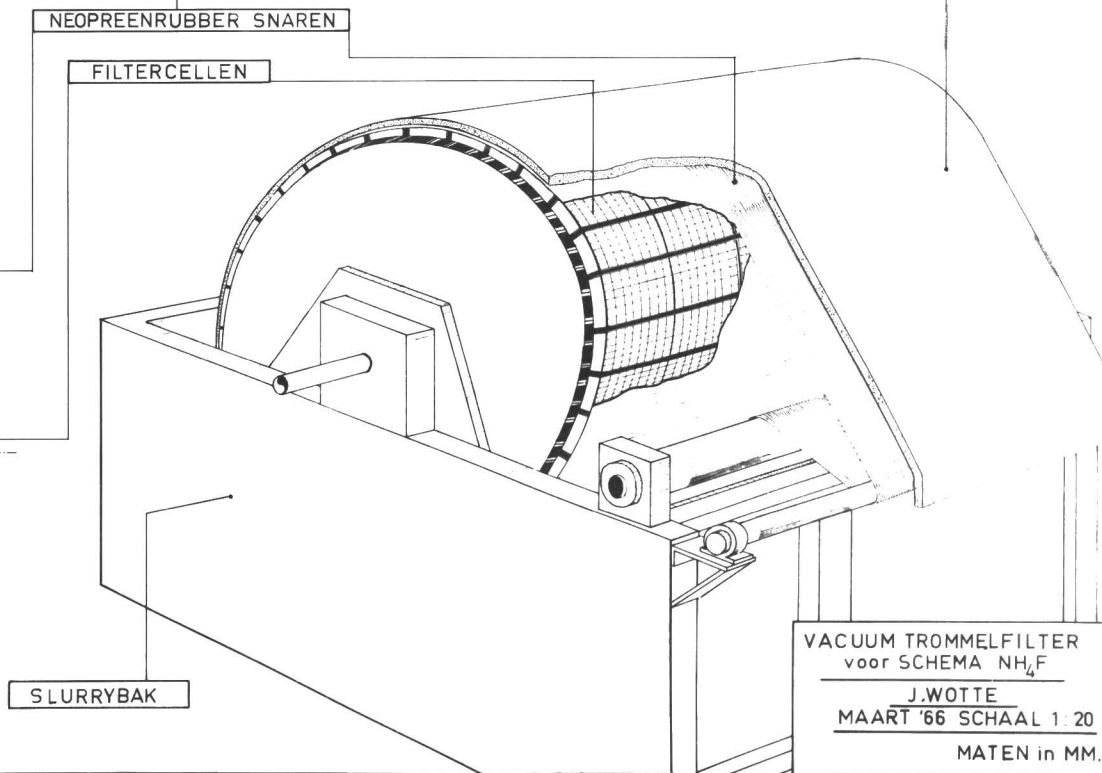 NEOPREENRUBBER SNAREN
FILTERCELLEN
SLURRYBAK
VACUUM TROMMELFILTER
voor SCHEMA NH₄F
J.WOTTE
MAART '66 SCHAAL 1:20
MATEN in MM.